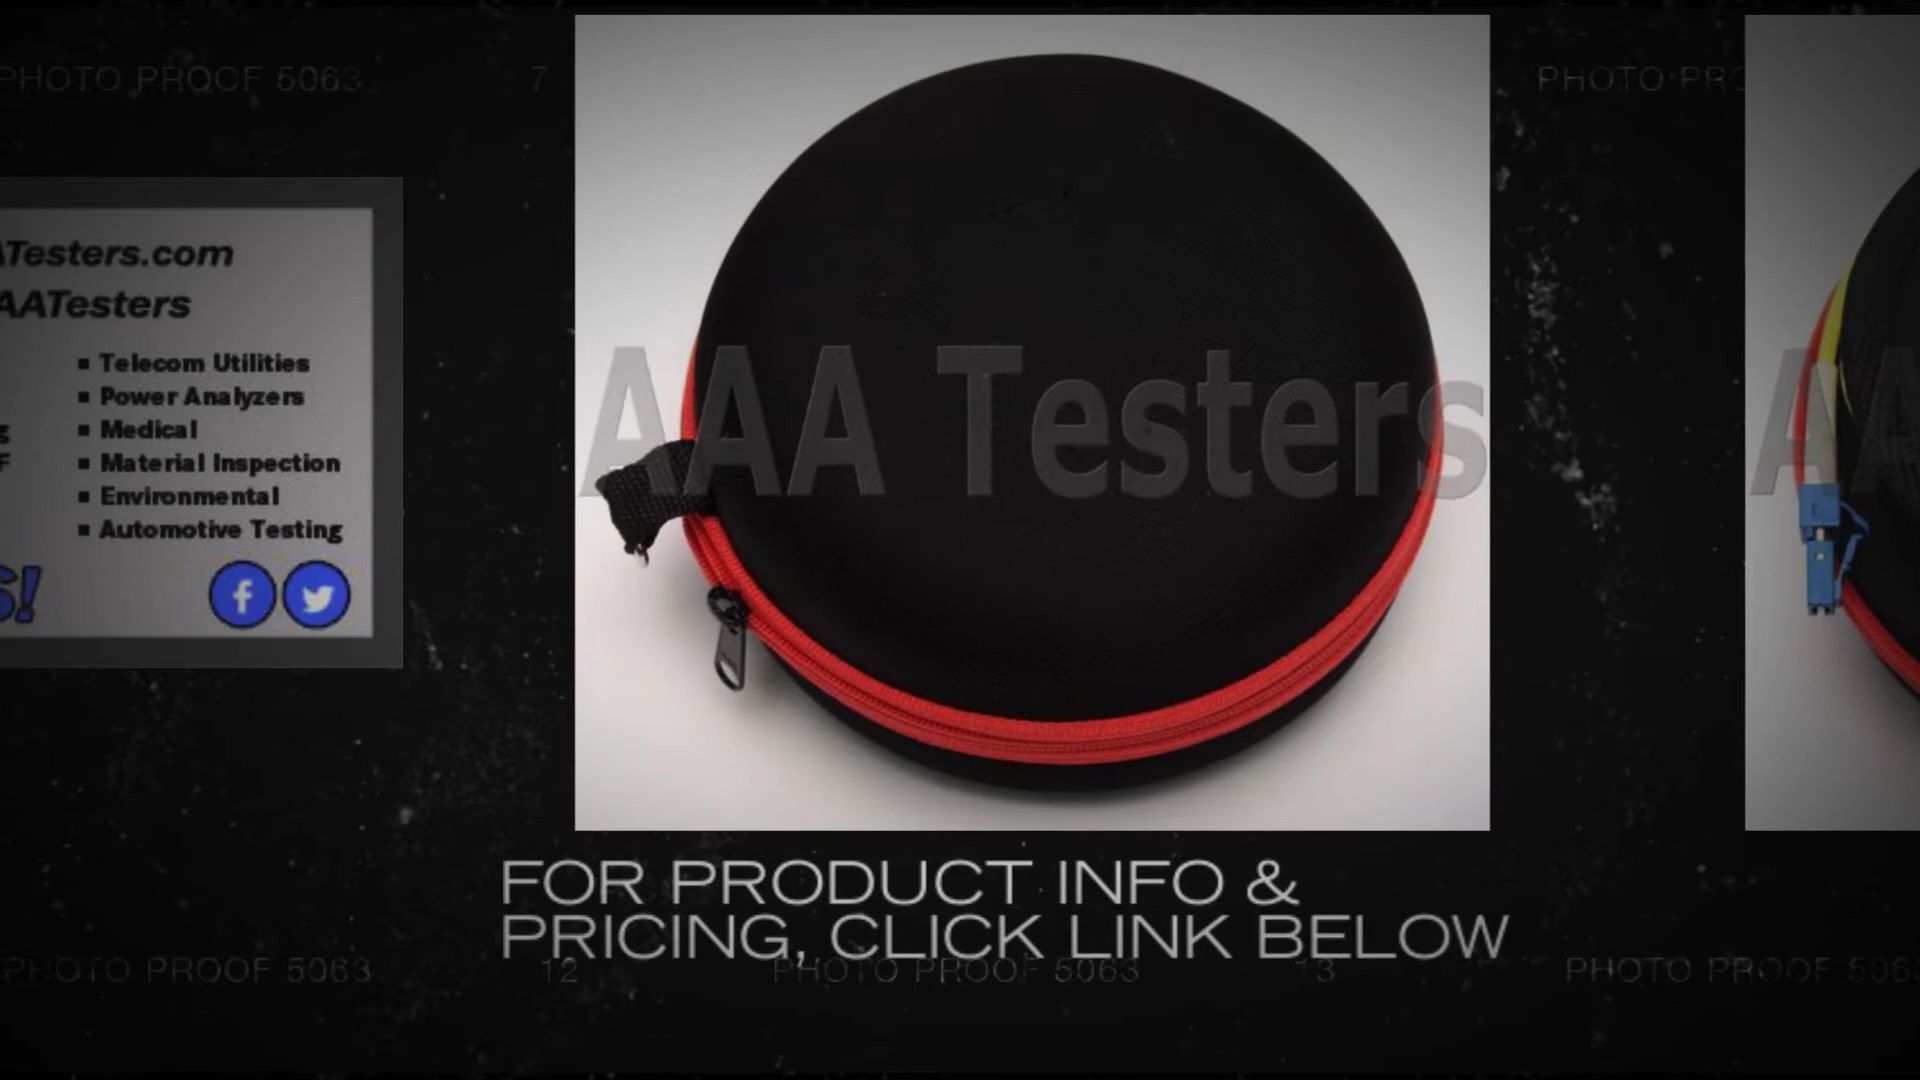 PHOTO PROOF 5063
7
PHOTO PRO
ATesters.com
AATesters
Telecom Utilities
Power Analyzers
Medical
Material Inspection
Environmental
Automotive Testing
S!
AAA Testers
AA
FOR PRODUCT INFO &
PRICING, CLICK LINK BELOW
PHOTO PROOF 5063
12
PHOTO PROOF 5063
13
PHOTO PROOF 5063